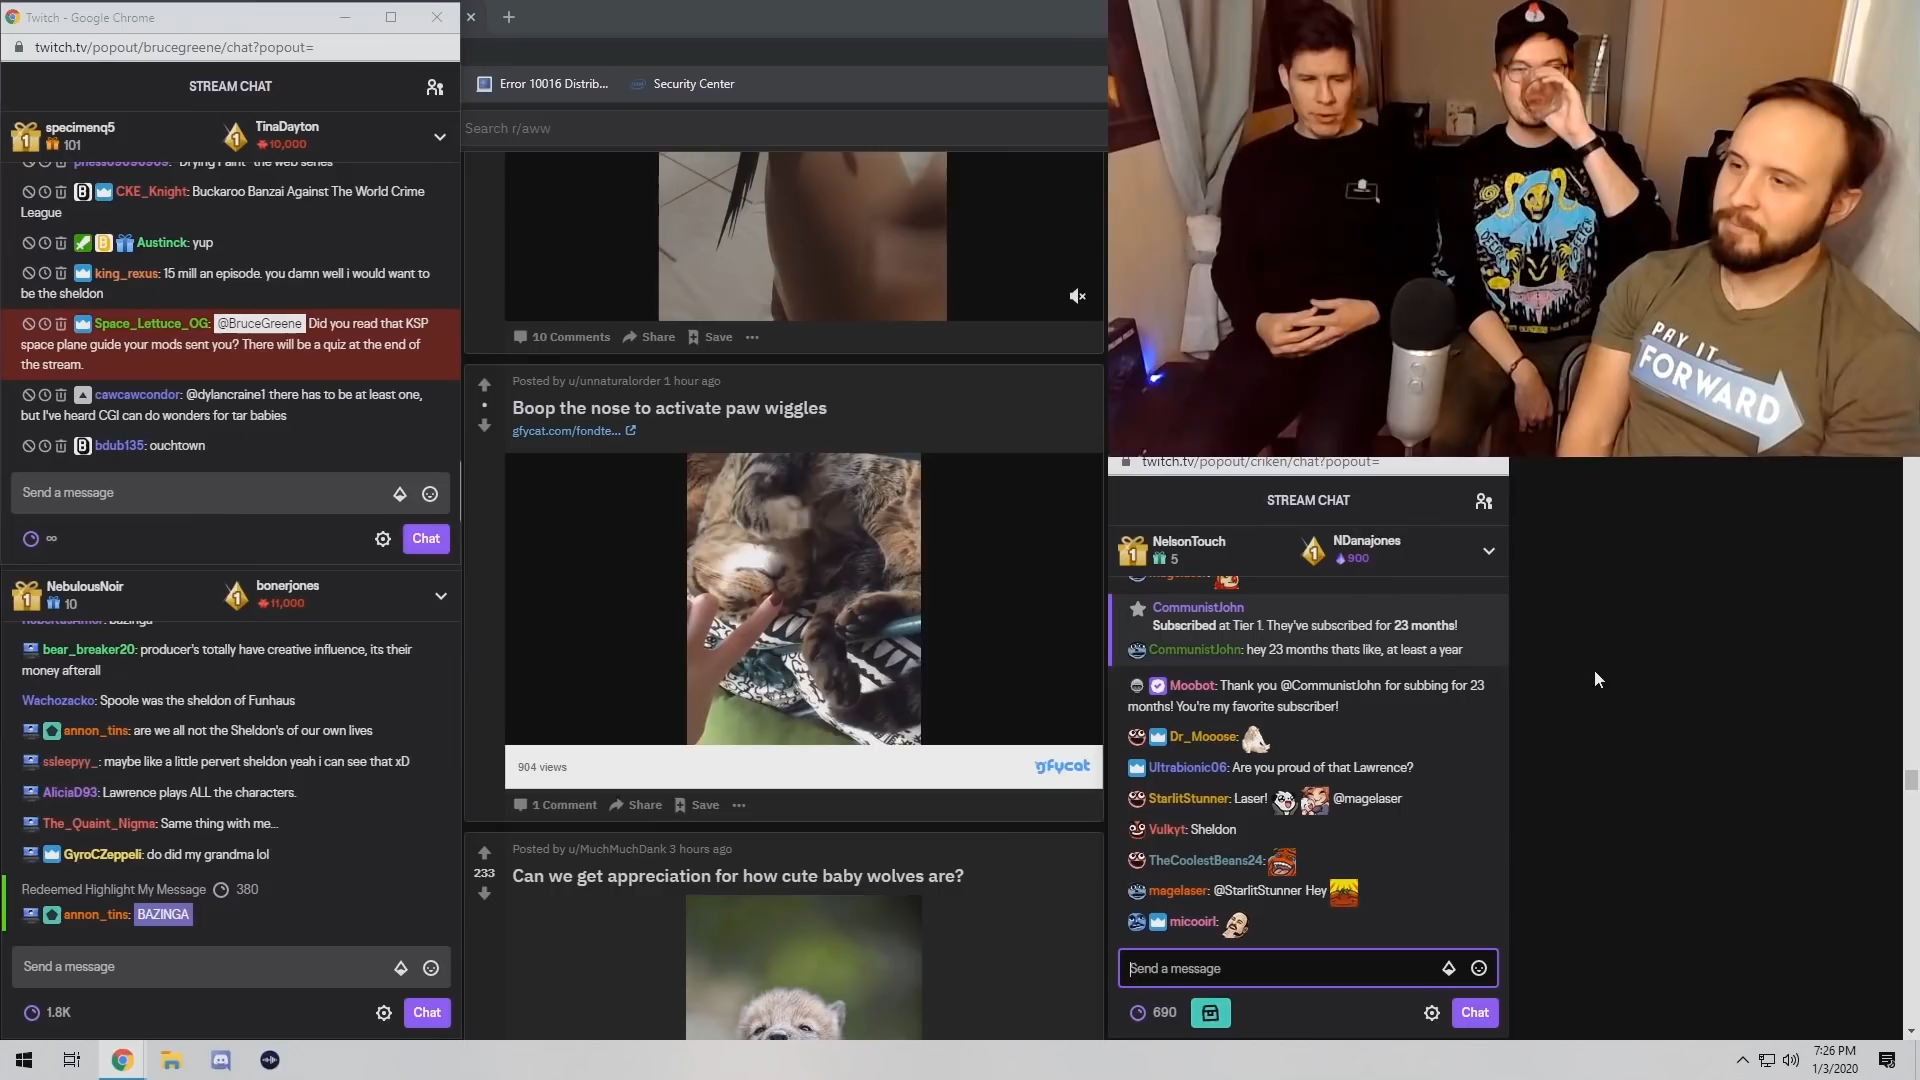 Twitch - Google Chrome
twitch.tv/popout/brucegreene/chat?popout=
STREAM CHAT
specimenq5
101
TinaDayton
10,000
"Drying Paint" the web series
CKE_Knight: Buckaroo Banzai Against The World Crime
League
Austinck: yup
king_rexus: 15 mill an episode. you damn well i would want to
be the sheldon
Space_Lettuce_OG: @BruceGreene Did you read that KSP
space plane guide your mods sent you? There will be a quiz at the end of
the stream.
cawcawcondor: @dylancraine1 there has to be at least one,
but I've heard CGI can do wonders for tar babies
bdub135: ouchtown
Send a message
∞
Chat
NebulousNoir
10
bonerjones
11,000
bear_breaker20: producer's totally have creative influence, its their
money afterall
Wachozacko: Spoole was the sheldon of Funhaus
annon_tins: are we all not the Sheldon's of our own lives
ssleepyy_: maybe like a little pervert sheldon yeah i can see that xD
AliciaD93: Lawrence plays ALL the characters.
The_Quaint_Nigma: Same thing with me...
GyroCZeppeli: do did my grandma lol
Redeemed Highlight My Message 380
annon_tins: BAZINGA
Send a message
1.8K
Chat
Error 10016 Distrib...
Security Center
Search r/aww
10 Comments
Share
Save
Posted by u/unnaturalorder 1 hour ago
Boop the nose to activate paw wiggles
gfycat.com/fondte...
904 views
gfycat
1 Comment
Share
Save
Posted by u/MuchMuchDank 3 hours ago
233
Can we get appreciation for how cute baby wolves are?
PAY IT
FORWARD
twitch.tv/popout/criken/chat?popout=
STREAM CHAT
NelsonTouch
5
NDanajones
900
CommunistJohn
Subscribed at Tier 1. They've subscribed for 23 months!
CommunistJohn: hey 23 months thats like, at least a year
Moobot: Thank you @CommunistJohn for subbing for 23
months! You're my favorite subscriber!
Dr_Mooose:
Ultrabionic06: Are you proud of that Lawrence?
StarlitStunner: Laser! @magelaser
Vulkyt: Sheldon
TheCoolestBeans24:
magelaser: @StarlitStunner Hey
micooirl:
Send a message
690
Chat
7:26 PM
1/3/2020